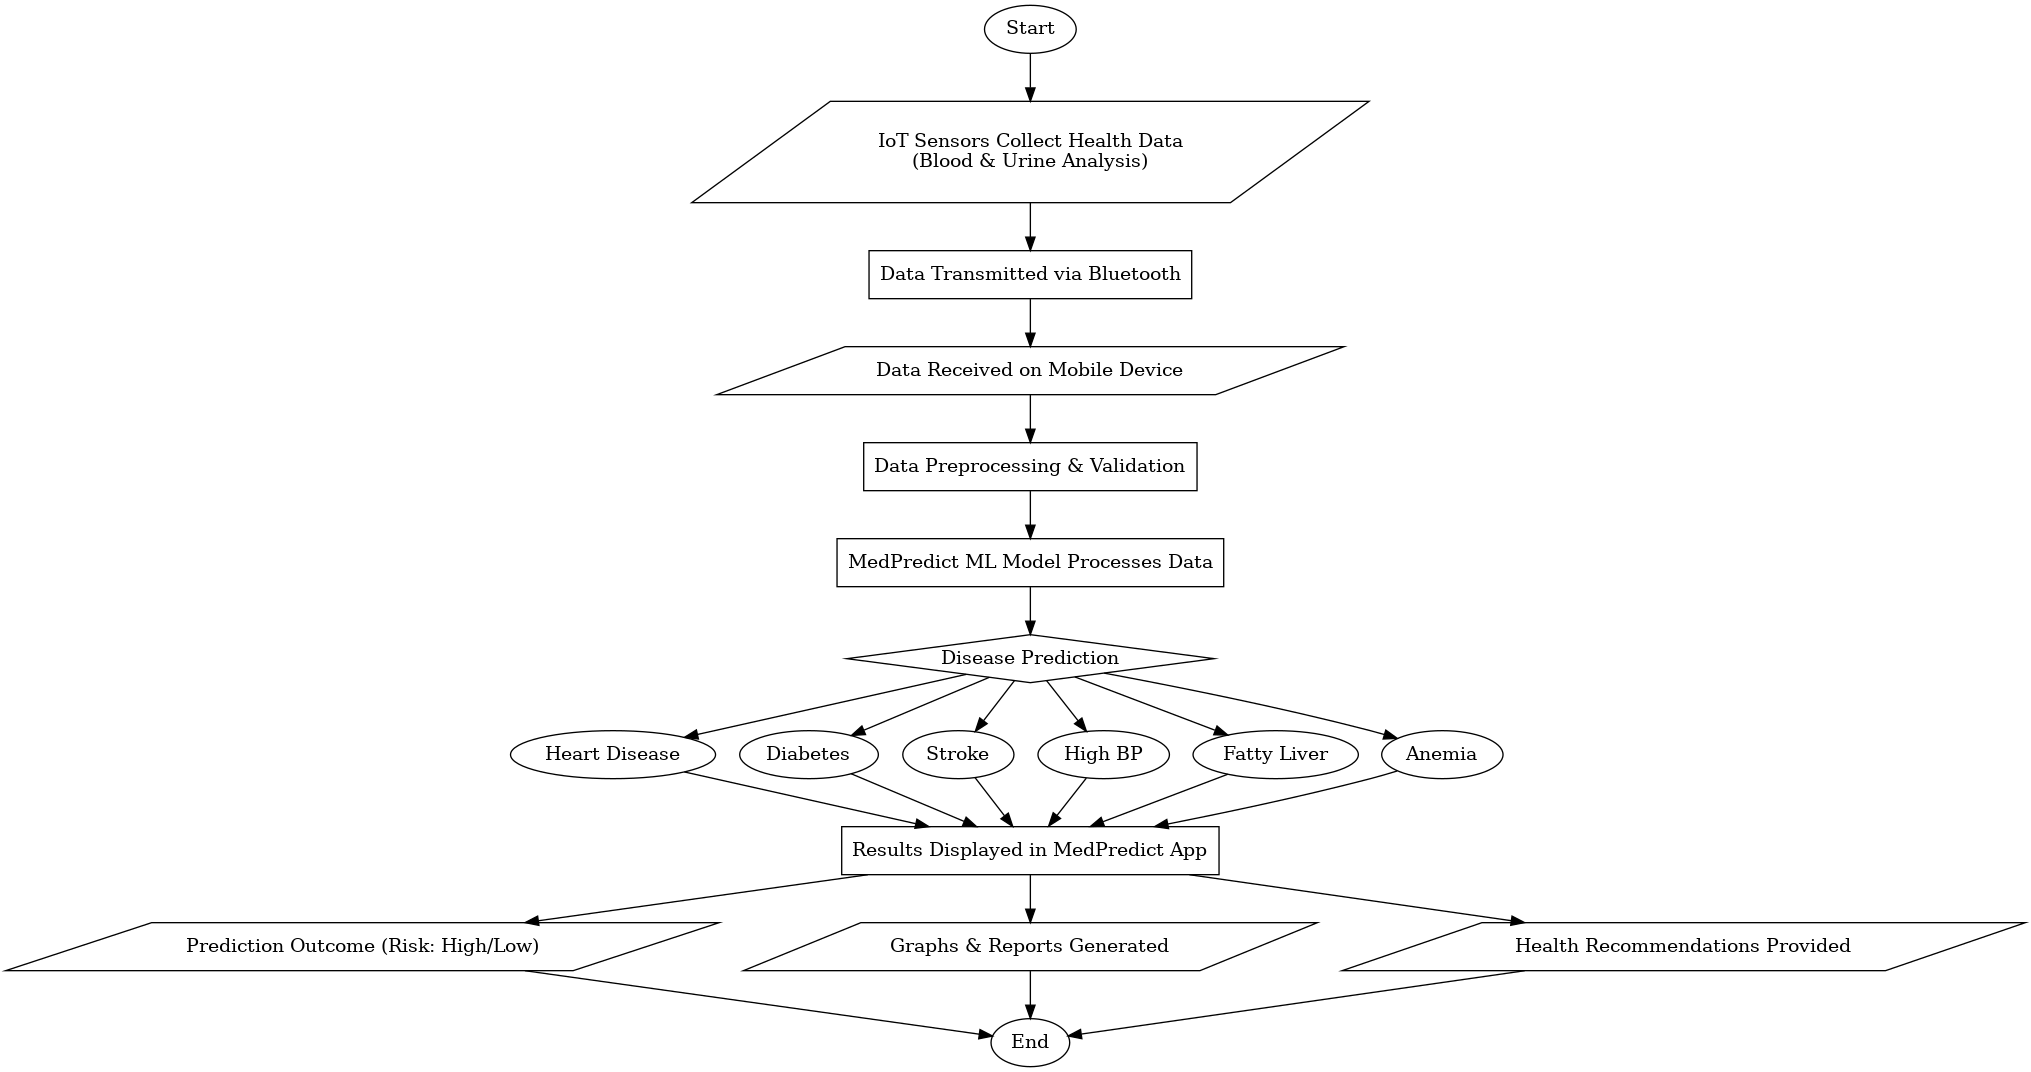 Start
IoT Sensors Collect Health Data
(Blood & Urine Analysis)
Data Transmitted via Bluetooth
Data Received on Mobile Device
Data Preprocessing & Validation
MedPredict ML Model Processes Data
Disease Prediction
Heart Disease
Diabetes
Stroke
High BP
Fatty Liver
Anemia
Results Displayed in MedPredict App
Prediction Outcome (Risk: High/Low)
Graphs & Reports Generated
Health Recommendations Provided
End